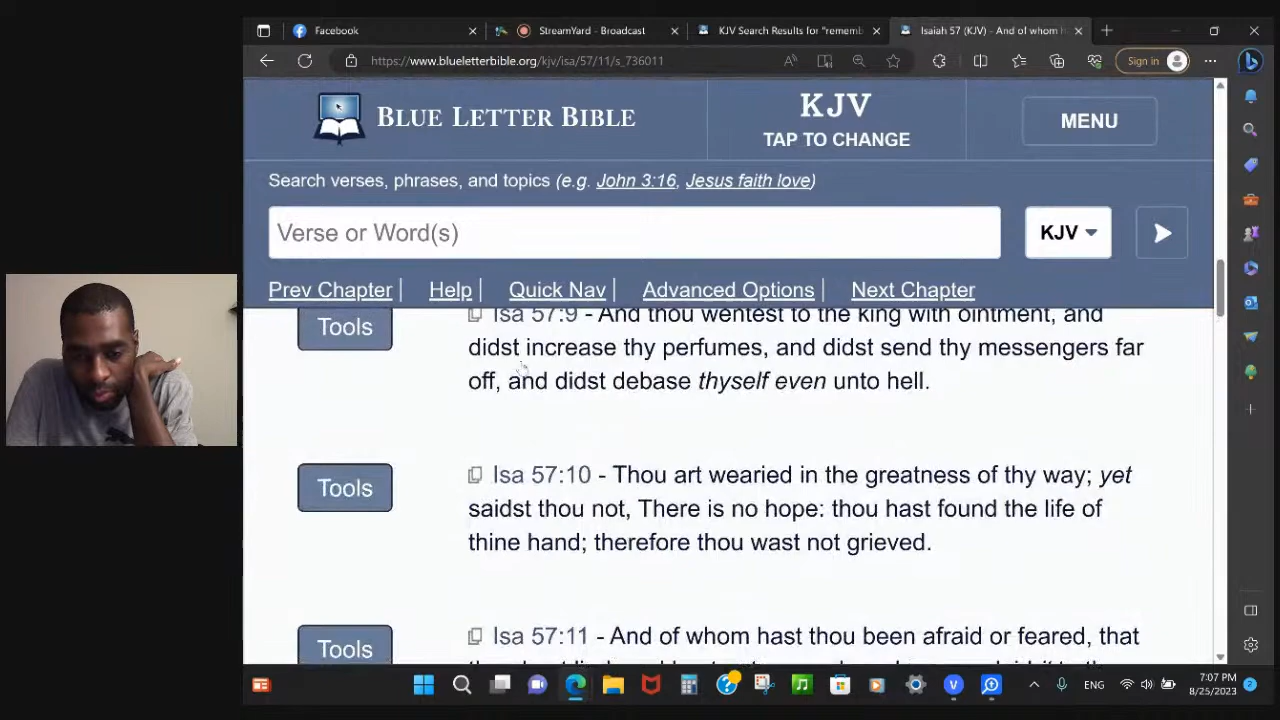 Facebook
StreamYard - Broadcast
KJV Search Results for "rememb
Isaiah 57 (KJV) - And of whom h
https://www.blueletterbible.org/kjv/isa/57/11/s_736011
Sign in
BLUE LETTER BIBLE
KJV
TAP TO CHANGE
MENU
Search verses, phrases, and topics (e.g. John 3:16, Jesus faith love)
Verse or Word(s)
KJV
Prev Chapter | Help | Quick Nav | Advanced Options | Next Chapter
Tools
Isa 57:9 - And thou wentest to the king with ointment, and
didst increase thy perfumes, and didst send thy messengers far
off, and didst debase thyself even unto hell.
Tools
Isa 57:10 - Thou art wearied in the greatness of thy way; yet
saidst thou not, There is no hope: thou hast found the life of
thine hand; therefore thou wast not grieved.
Tools
Isa 57:11 - And of whom hast thou been afraid or feared, that
ENG
7:07 PM
8/25/2023
2